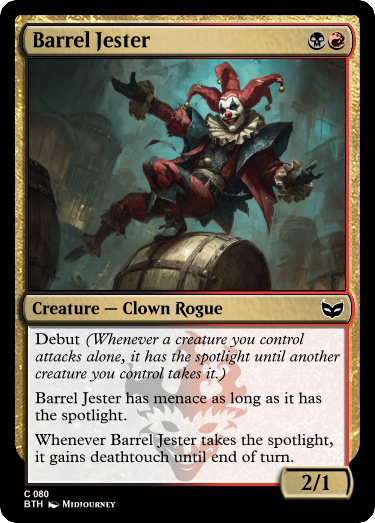 Barrel Jester
Creature — Clown Rogue
Debut (Whenever a creature you control
attacks alone, it has the spotlight until another
creature you control takes it.)
Barrel Jester has menace as long as it has
the spotlight.
Whenever Barrel Jester takes the spotlight,
it gains deathtouch until end of turn.
2/1
C 080
BTH Midjourney